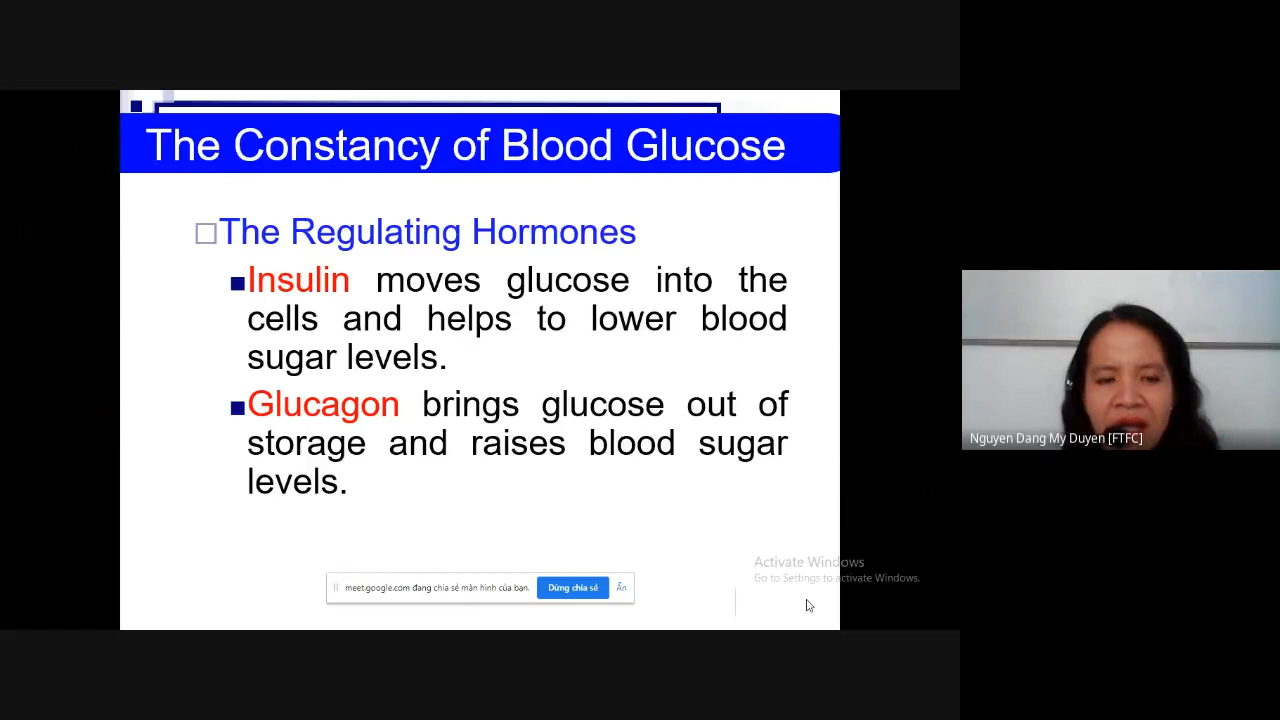 The Constancy of Blood Glucose
The Regulating Hormones
Insulin moves glucose into the
cells and helps to lower blood
sugar levels.
Glucagon brings glucose out of
storage and raises blood sugar
levels.
Nguyen Dang My Duyen [FTFC]
Activate Windows
Go to Settings to activate Windows.
meet.google.com đang chia sẻ màn hình của bạn. Dừng chia sẻ Ẩn